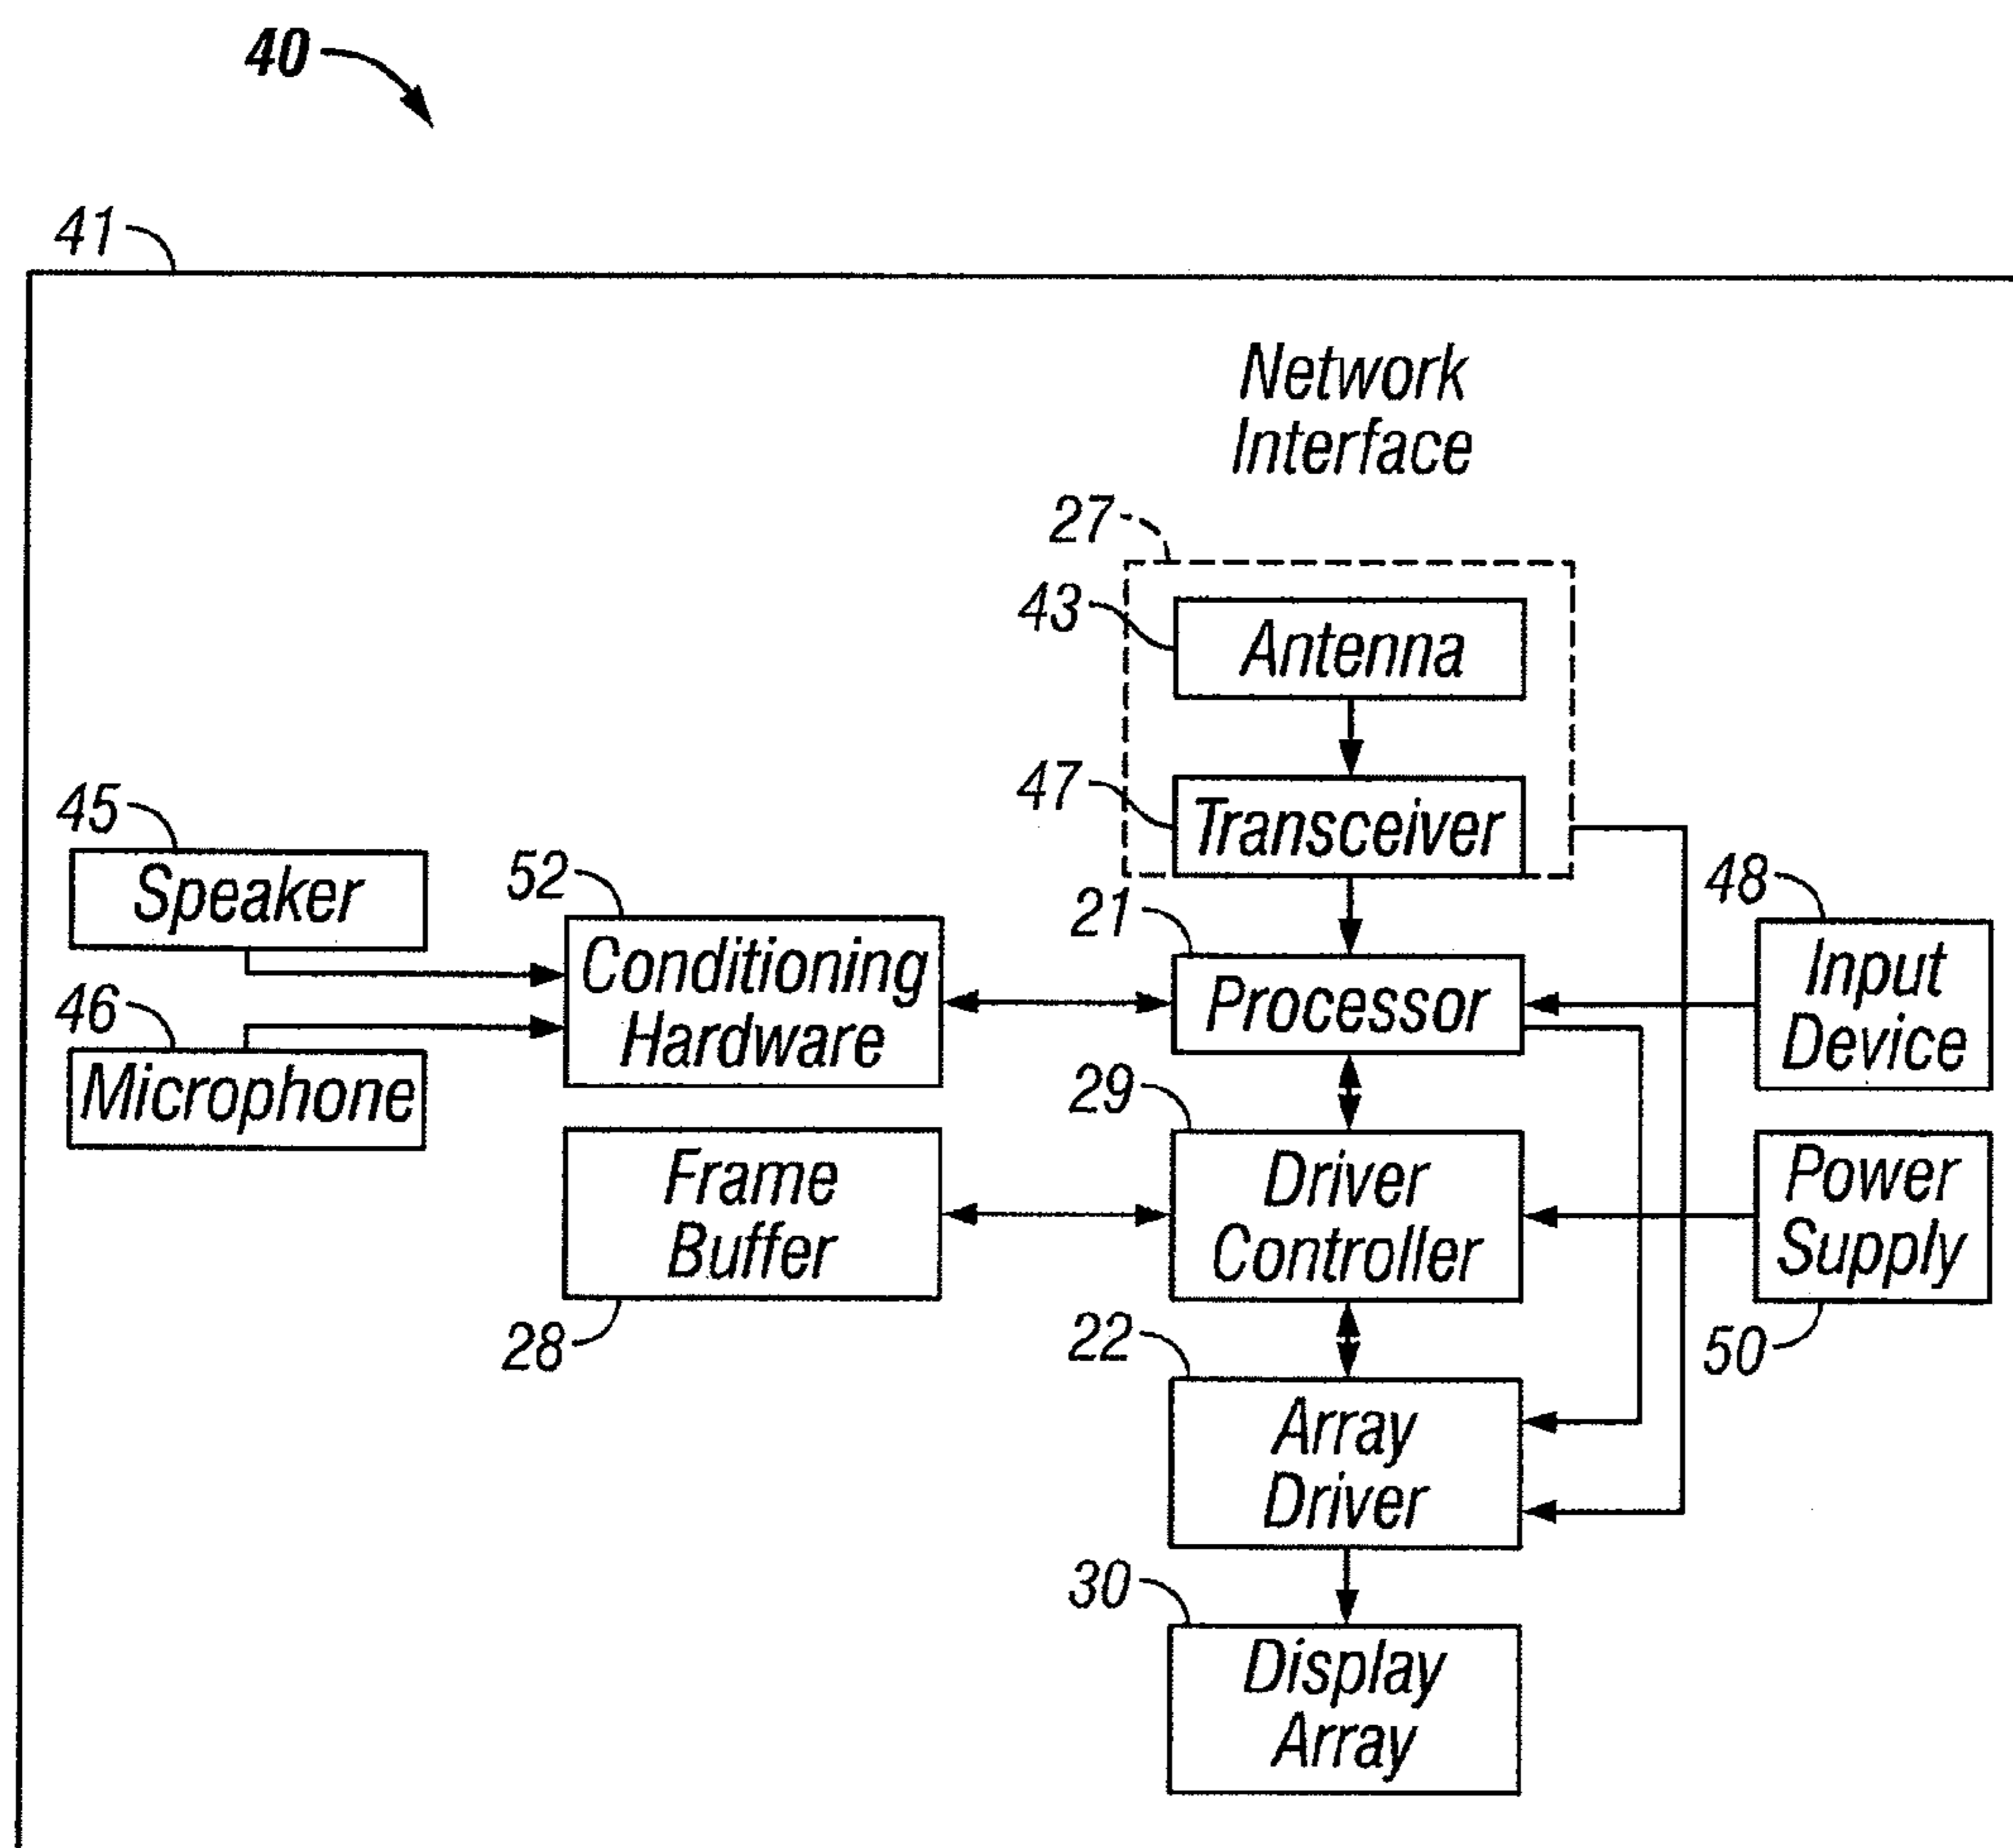 40
41
Network
Interface
27
43
Antenna
47
Transceiver
45
Speaker
52
Conditioning
Hardware
21
Processor
48
Input
Device
46
Microphone
29
Driver
Controller
Frame
Buffer
28
Power
Supply
50
22
Array
Driver
30
Display
Array